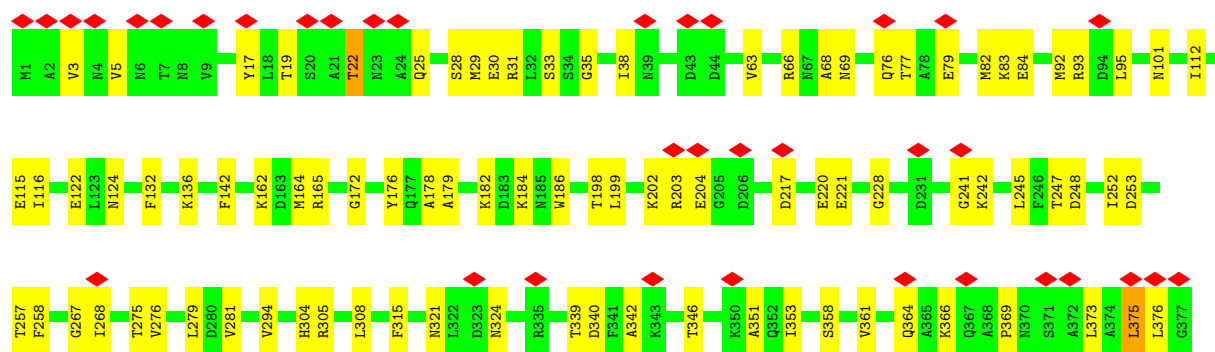 M1 A2 V3 N4 V5 N6 T7 N8 V9 Y17 L18 T19 S20 A21 T22 N23 A24 Q25 S28 M29 E30 R31 L32 S33 S34 G35 I38 N39 D43 D44 V63 R66 N67 A68 N69 Q76 T77 A78 E79 M82 K83 E84 M92 R93 D94 L95 N101 I112
E115 I116 E122 L123 N124 F132 K136 F142 K162 D163 M164 R165 G172 Y176 Q177 A178 A179 K182 D183 K184 N185 W186 T198 L199 K202 R203 E204 G205 D206 D217 E220 E221 G228 D231 G241 K242 L245 F246 T247 D248 I252 D253
T257 F258 G267 I268 T275 V276 L279 D280 V281 V294 H304 R305 L308 F315 N321 L322 D323 N324 R335 T339 D340 F341 A342 K343 T346 K350 A351 Q352 I353 S358 V361 Q364 A365 K366 Q367 A368 P369 N370 S371 A372 L373 A374 L375 L376 G377